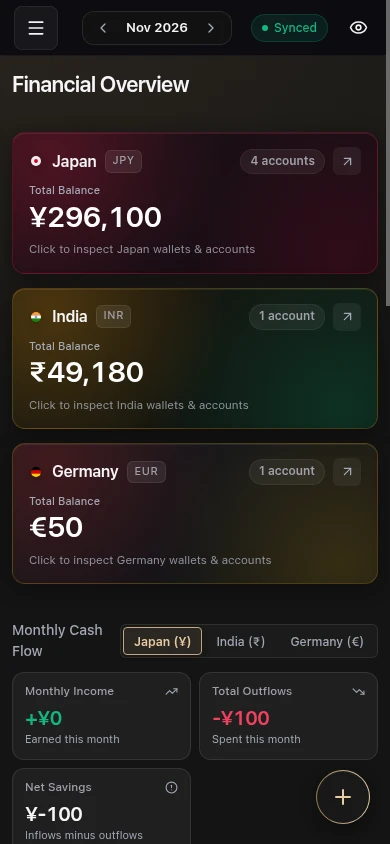 Nov 2026
Synced
Financial Overview
Japan JPY 4 accounts
Total Balance
¥296,100
Click to inspect Japan wallets & accounts
India INR 1 account
Total Balance
₹49,180
Click to inspect India wallets & accounts
Germany EUR 1 account
Total Balance
€50
Click to inspect Germany wallets & accounts
Monthly Cash Flow
Japan (¥) India (₹) Germany (€)
Monthly Income
+¥0
Earned this month
Total Outflows
-¥100
Spent this month
Net Savings
¥-100
Inflows minus outflows